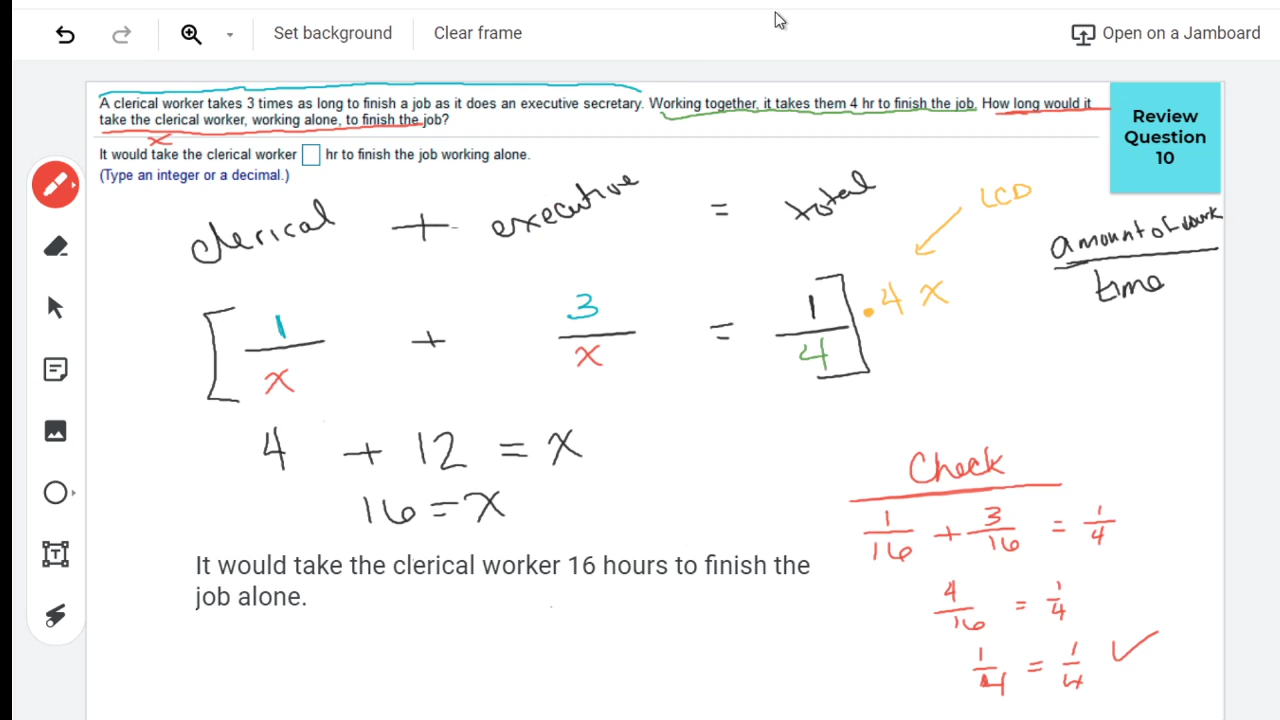 Set background
Clear frame
Open on a Jamboard
A clerical worker takes 3 times as long to finish a job as it does an executive secretary. Working together, it takes them 4 hr to finish the job. How long would it
take the clerical worker, working alone, to finish the job?
x
It would take the clerical worker hr to finish the job working alone.
(Type an integer or a decimal.)
Review
Question
10
clerical + executive = total
LCD
amount of work
time
[1/x + 3/x = 1/4] · 4x
4 + 12 = x
16 = x
It would take the clerical worker 16 hours to finish the
job alone.
Check
1/16 + 3/16 = 1/4
4/16 = 1/4
1/4 = 1/4 ✓